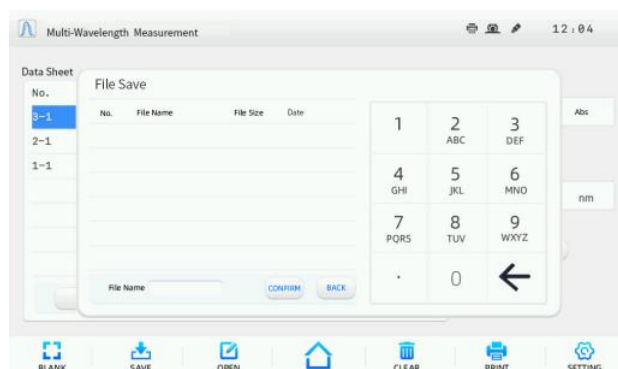 Multi-Wavelength Measurement 12:04
Data Sheet
No.
3-1
2-1
1-1
Abs
nm
File Save
No. File Name File Size Date
File Name CONFIRM BACK
1 2 3
ABC DEF
4 5 6
GHI JKL MNO
7 8 9
PQRS TUV WXYZ
. 0
BLANK SAVE OPEN CLEAR PRINT SETTING